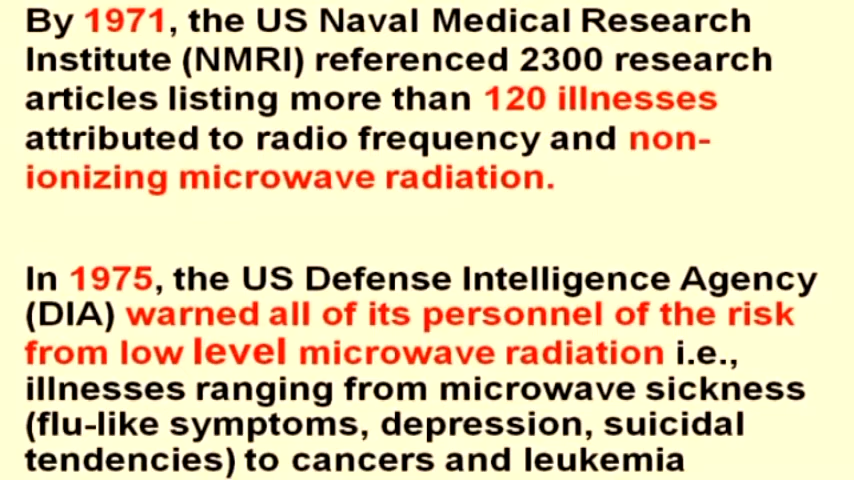 By 1971, the US Naval Medical Research
Institute (NMRI) referenced 2300 research
articles listing more than 120 illnesses
attributed to radio frequency and non-
ionizing microwave radiation.
In 1975, the US Defense Intelligence Agency
(DIA) warned all of its personnel of the risk
from low level microwave radiation i.e.,
illnesses ranging from microwave sickness
(flu-like symptoms, depression, suicidal
tendencies) to cancers and leukemia